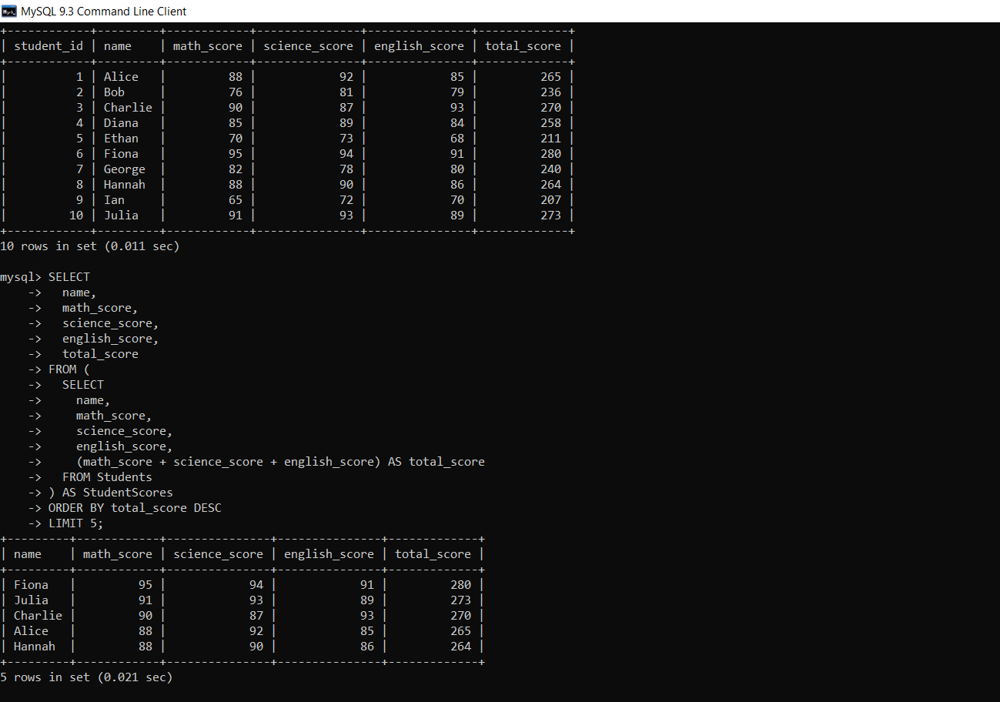 MySQL 9.3 Command Line Client
+------------+---------+------------+---------------+---------------+-------------+
| student_id | name    | math_score | science_score | english_score | total_score |
+------------+---------+------------+---------------+---------------+-------------+
|          1 | Alice   |         88 |            92 |            85 |         265 |
|          2 | Bob     |         76 |            81 |            79 |         236 |
|          3 | Charlie |         90 |            87 |            93 |         270 |
|          4 | Diana   |         85 |            89 |            84 |         258 |
|          5 | Ethan   |         70 |            73 |            68 |         211 |
|          6 | Fiona   |         95 |            94 |            91 |         280 |
|          7 | George  |         82 |            78 |            80 |         240 |
|          8 | Hannah  |         88 |            90 |            86 |         264 |
|          9 | Ian     |         65 |            72 |            70 |         207 |
|         10 | Julia   |         91 |            93 |            89 |         273 |
+------------+---------+------------+---------------+---------------+-------------+
10 rows in set (0.011 sec)

mysql> SELECT
    ->   name,
    ->   math_score,
    ->   science_score,
    ->   english_score,
    ->   total_score
    -> FROM (
    ->   SELECT
    ->     name,
    ->     math_score,
    ->     science_score,
    ->     english_score,
    ->     (math_score + science_score + english_score) AS total_score
    ->   FROM Students
    -> ) AS StudentScores
    -> ORDER BY total_score DESC
    -> LIMIT 5;
+---------+------------+---------------+---------------+-------------+
| name    | math_score | science_score | english_score | total_score |
+---------+------------+---------------+---------------+-------------+
| Fiona   |         95 |            94 |            91 |         280 |
| Julia   |         91 |            93 |            89 |         273 |
| Charlie |         90 |            87 |            93 |         270 |
| Alice   |         88 |            92 |            85 |         265 |
| Hannah  |         88 |            90 |            86 |         264 |
+---------+------------+---------------+---------------+-------------+
5 rows in set (0.021 sec)